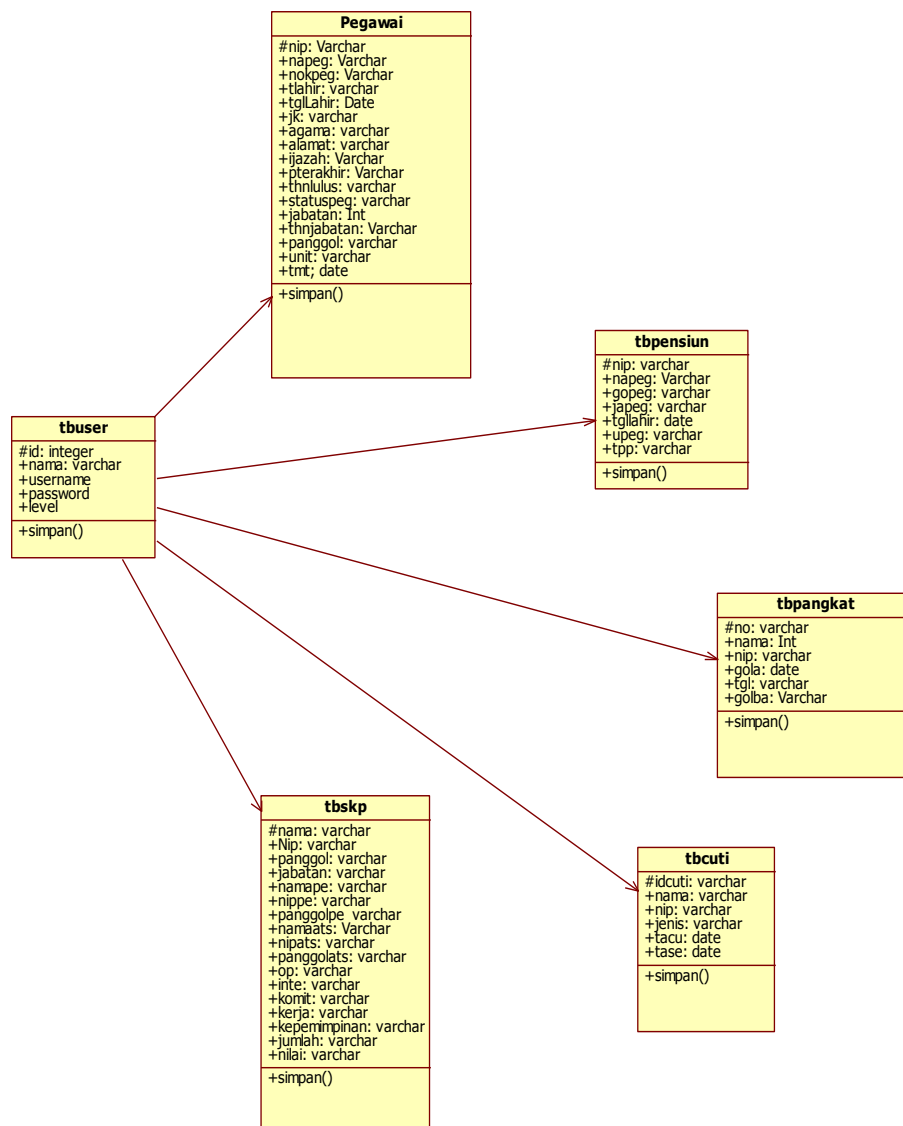 Pegawai
#nip: Varchar
+napeg: Varchar
+nokpeg: Varchar
+tlahir: varchar
+tglLahir: Date
+jk: varchar
+agama: varchar
+alamat: varchar
+ijazah: Varchar
+pterakhir: Varchar
+thnlulus: varchar
+statuspeg: varchar
+jabatan: Int
+thnjabatan: Varchar
+panggol: varchar
+unit: varchar
+tmt; date
+simpan()
tbpensiun
#nip: varchar
+napeg: Varchar
+gopeg: varchar
+japeg: varchar
+tgllahir: date
+upeg: varchar
+tpp: varchar
+simpan()
tbuser
#id: integer
+nama: varchar
+username
+password
+level
+simpan()
tbpangkat
#no: varchar
+nama: Int
+nip: varchar
+gola: date
+tgl: varchar
+golba: Varchar
+simpan()
tbskp
#nama: varchar
+Nip: varchar
+panggol: varchar
+jabatan: varchar
+namape: varchar
+nippe: varchar
+panggolpe varchar
+namaats: Varchar
+nipats: varchar
+panggolats: varchar
+op: varchar
+inte: varchar
+komit: varchar
+kerja: varchar
+kepemimpinan: varchar
+jumlah: varchar
+nilai: varchar
+simpan()
tbcuti
#idcuti: varchar
+nama: varchar
+nip: varchar
+jenis: varchar
+tacu: date
+tase: date
+simpan()